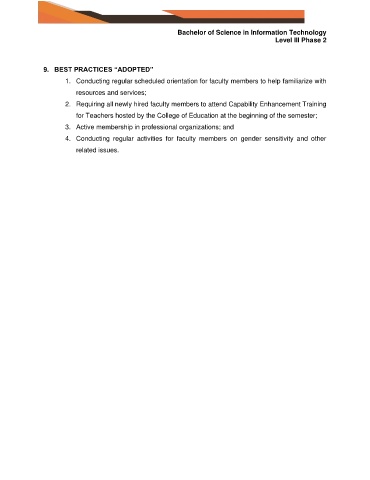 Bachelor of Science in Information Technology
Level III Phase 2
9. BEST PRACTICES “ADOPTED”
1. Conducting regular scheduled orientation for faculty members to help familiarize with
resources and services;
2. Requiring all newly hired faculty members to attend Capability Enhancement Training
for Teachers hosted by the College of Education at the beginning of the semester;
3. Active membership in professional organizations; and
4. Conducting regular activities for faculty members on gender sensitivity and other
related issues.